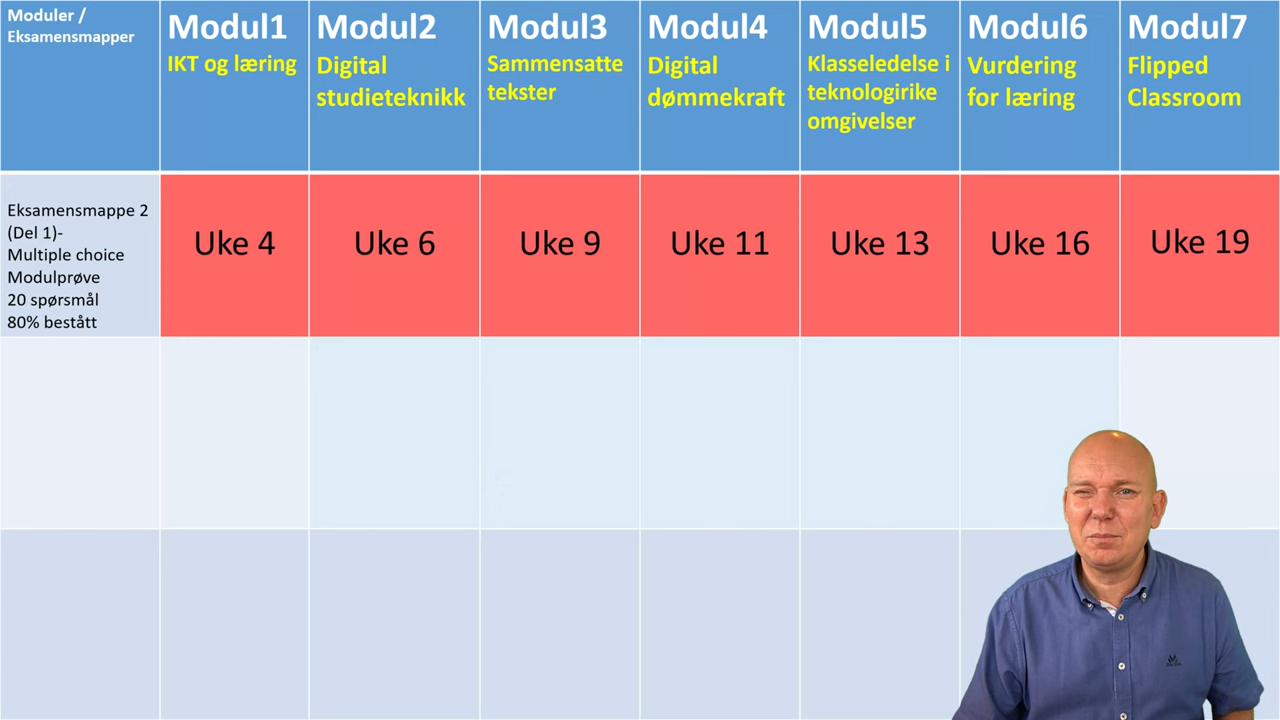 Moduler /
Eksamensmapper
Modul1
IKT og læring
Modul2
Digital
studieteknikk
Modul3
Sammensatte
tekster
Modul4
Digital
dømmekraft
Modul5
Klasseledelse i
teknologirike
omgivelser
Modul6
Vurdering
for læring
Modul7
Flipped
Classroom
Eksamensmappe 2
(Del 1)-
Multiple choice
Modulprøve
20 spørsmål
80% bestått
Uke 4
Uke 6
Uke 9
Uke 11
Uke 13
Uke 16
Uke 19